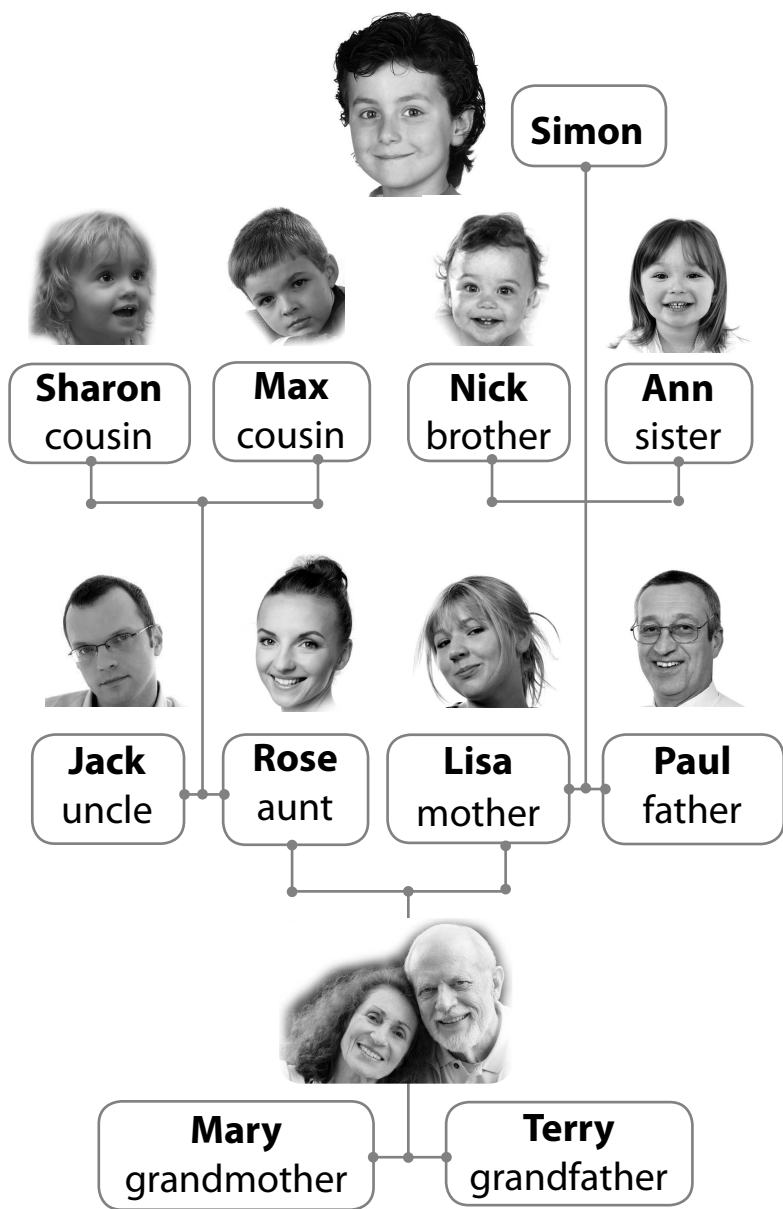 Simon
Sharon
cousin
Max
cousin
Nick
brother
Ann
sister
Jack
uncle
Rose
aunt
Lisa
mother
Paul
father
Mary
grandmother
Terry
grandfather